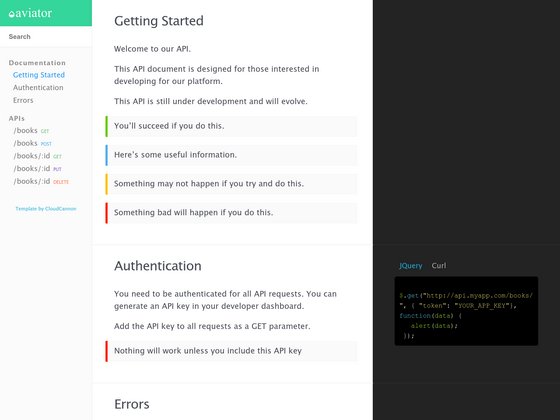 aviator
Search
Documentation
Getting Started
Authentication
Errors
APIs
/books GET
/books POST
/books/:id GET
/books/:id PUT
/books/:id DELETE
Template by CloudCannon
Getting Started
Welcome to our API.
This API document is designed for those interested in
developing for our platform.
This API is still under development and will evolve.
You'll succeed if you do this.
Here's some useful information.
Something may not happen if you try and do this.
Something bad will happen if you do this.
Authentication
You need to be authenticated for all API requests. You can
generate an API key in your developer dashboard.
Add the API key to all requests as a GET parameter.
Nothing will work unless you include this API key
JQuery Curl
$.get("http://api.myapp.com/books/
", { "token": "YOUR_APP_KEY"},
function(data) {
alert(data);
});
Errors